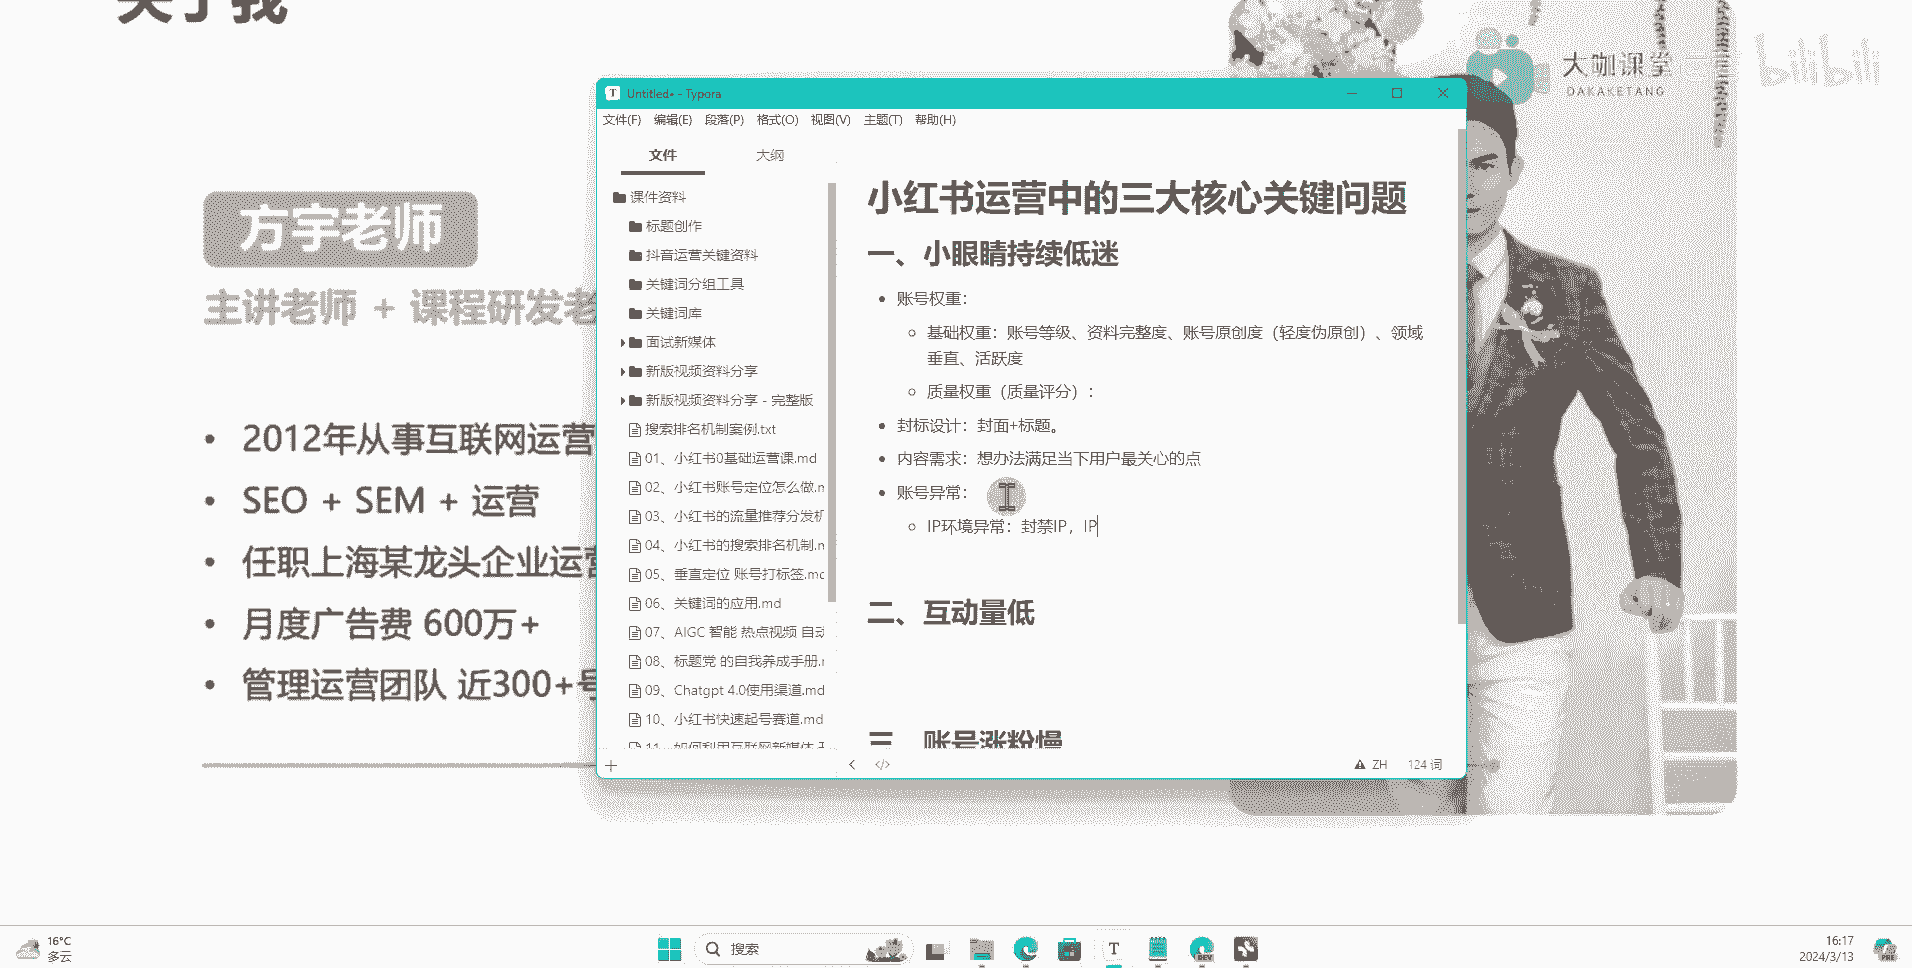 关于我
大咖课堂
DAKAKETANG
bilibili
方宇老师
主讲老师 + 课程研发老
2012年从事互联网运营
SEO + SEM + 运营
任职上海某龙头企业运营
月度广告费 600万+
管理运营团队 近300+号
Untitled• - Typora
文件(F) 编辑(E) 段落(P) 格式(O) 视图(V) 主题(T) 帮助(H)
文件 大纲
课件资料
标题创作
抖音运营关键资料
关键词分组工具
关键词库
面试新媒体
新版视频资料分享
新版视频资料分享 - 完整版
搜索排名机制案例.txt
01、小红书0基础运营课.md
02、小红书账号定位怎么做.m
03、小红书的流量推荐分发机
04、小红书的搜索排名机制.m
05、垂直定位 账号打标签.md
06、关键词的应用.md
07、AIGC 智能 热点视频 自动
08、标题党 的自我养成手册.m
09、Chatgpt 4.0使用渠道.md
10、小红书快速起号赛道.md
11、如何利用互联网新媒体
小红书运营中的三大核心关键问题
一、小眼睛持续低迷
账号权重：
基础权重：账号等级、资料完整度、账号原创度（轻度伪原创）、领域
垂直、活跃度
质量权重（质量评分）：
封标设计：封面+标题。
内容需求：想办法满足当下用户最关心的点
账号异常：
IP环境异常：封禁IP，IP
二、互动量低
三、账号涨粉慢
ZH 124 词
16°C
多云
搜索
T
DEV
16:17
2024/3/13
PRE